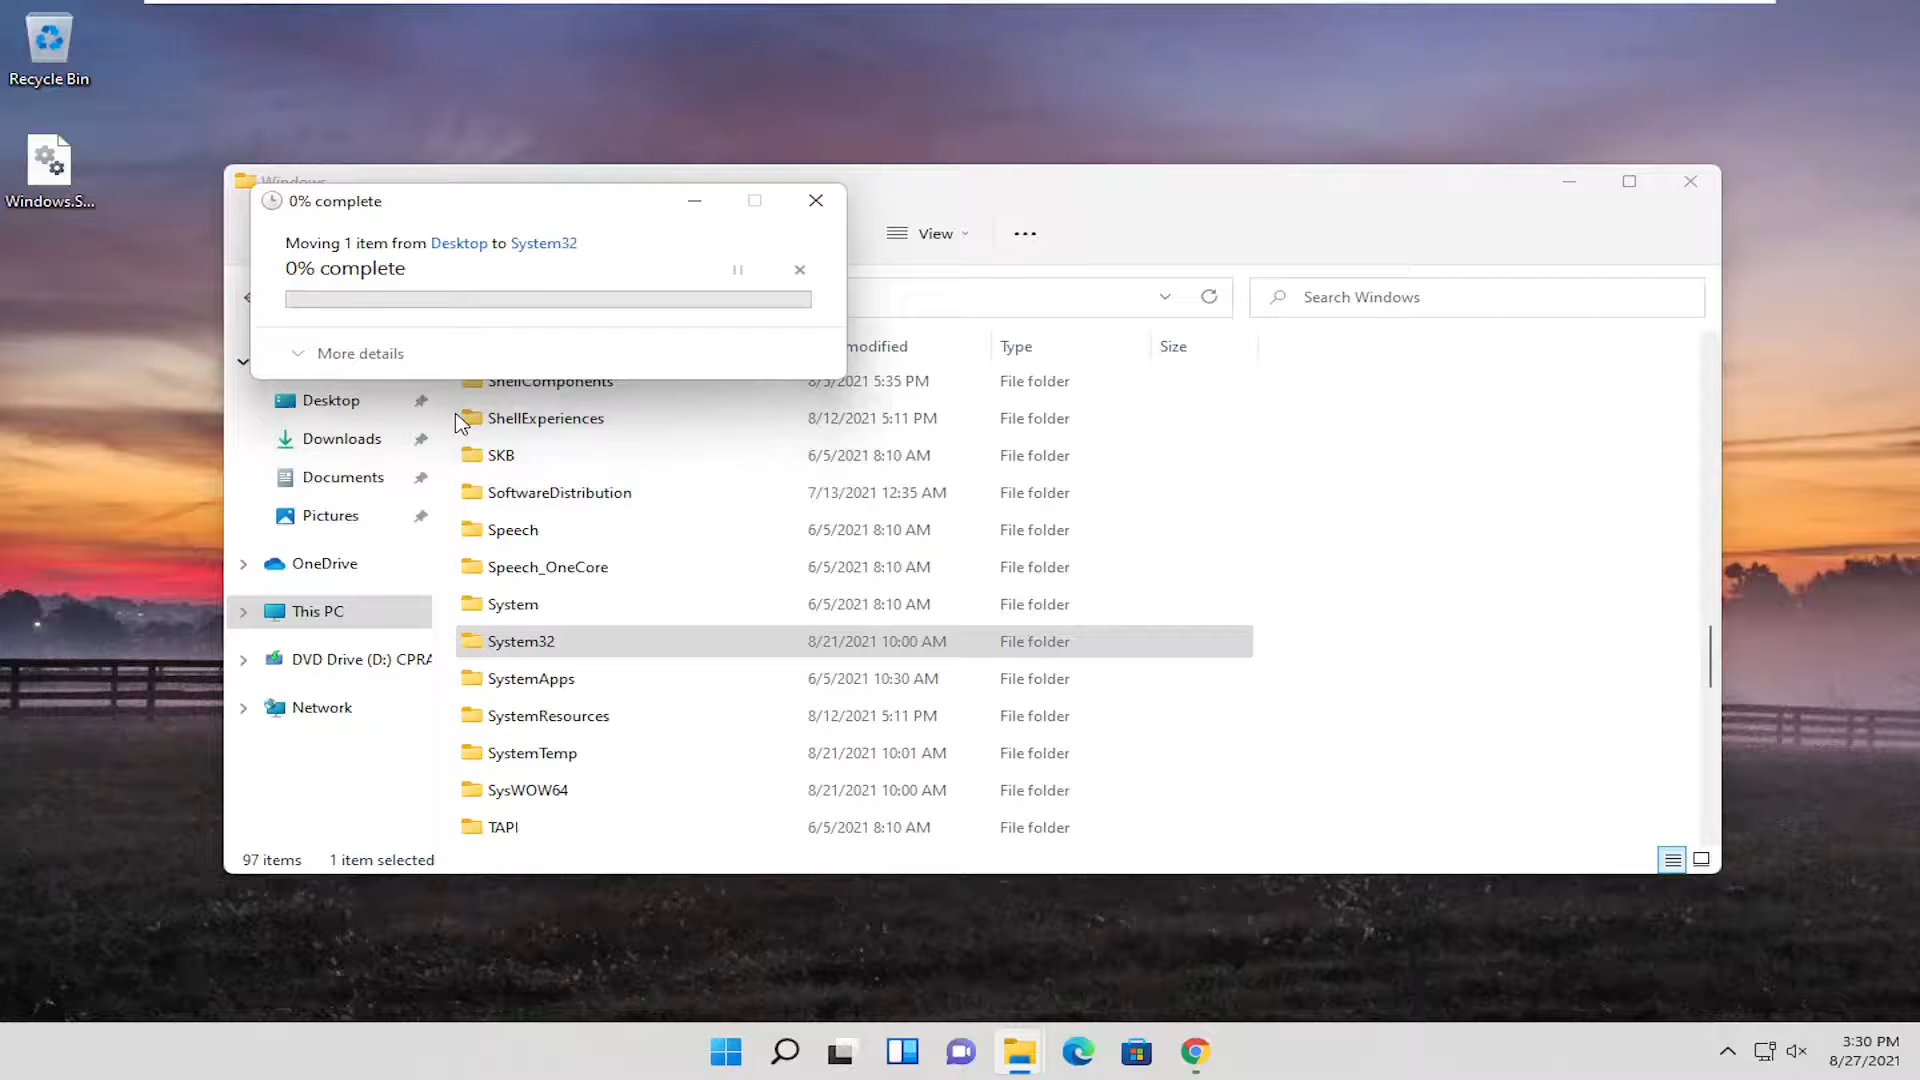 Recycle Bin
Windows.S...
Windows
0% complete
Moving 1 item from Desktop to System32
0% complete
More details
View
Search Windows
modified
Type
Size
ShellComponents
8/5/2021 5:35 PM
File folder
Desktop
ShellExperiences
8/12/2021 5:11 PM
File folder
Downloads
SKB
6/5/2021 8:10 AM
File folder
Documents
SoftwareDistribution
7/13/2021 12:35 AM
File folder
Pictures
Speech
6/5/2021 8:10 AM
File folder
OneDrive
Speech_OneCore
6/5/2021 8:10 AM
File folder
This PC
System
6/5/2021 8:10 AM
File folder
System32
8/21/2021 10:00 AM
File folder
DVD Drive (D:) CPRA
SystemApps
6/5/2021 10:30 AM
File folder
Network
SystemResources
8/12/2021 5:11 PM
File folder
SystemTemp
8/21/2021 10:01 AM
File folder
SysWOW64
8/21/2021 10:00 AM
File folder
TAPI
6/5/2021 8:10 AM
File folder
97 items
1 item selected
3:30 PM
8/27/2021